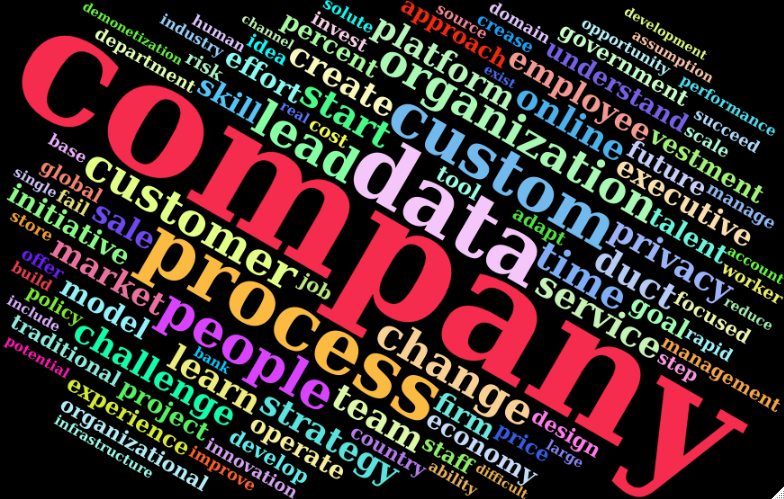 demonetization
industry
human
channel
idea
solute
invest
percent
approach
source
crease
domain
opportunity
development
assumption
department
risk
effort
create
platform
exist
employee
understand
government
performance
skill
real
start
cost
organization
online
vestment
scale
succeed
company
lead
custom
data
tool
future
manage
executive
base
global
single
fail
customer
adapt
privacy
talent
account
worker
store
initiative
sale
process
job
time
duct
focused
reduce
offer
build
market
service
goal
rapid
include
policy
model
people
change
step
management
potential
traditional
challenge
learn
bank
strategy
team
firm
economy
price
design
large
experience
project
organizational
infrastructure
improve
innovation
develop
operate
country
staff
ability
difficult